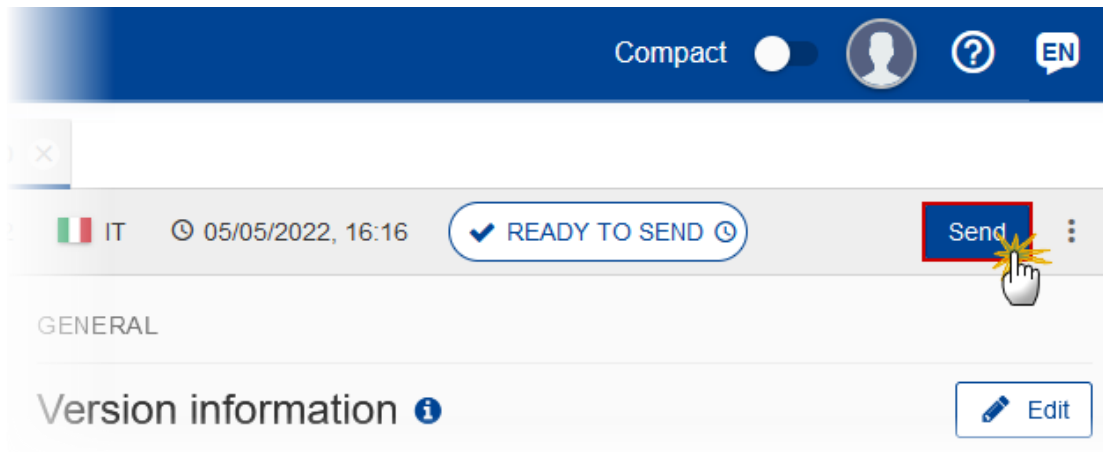 Compact EN
IT 05/05/2022, 16:16 READY TO SEND Send
GENERAL
Version information
Edit